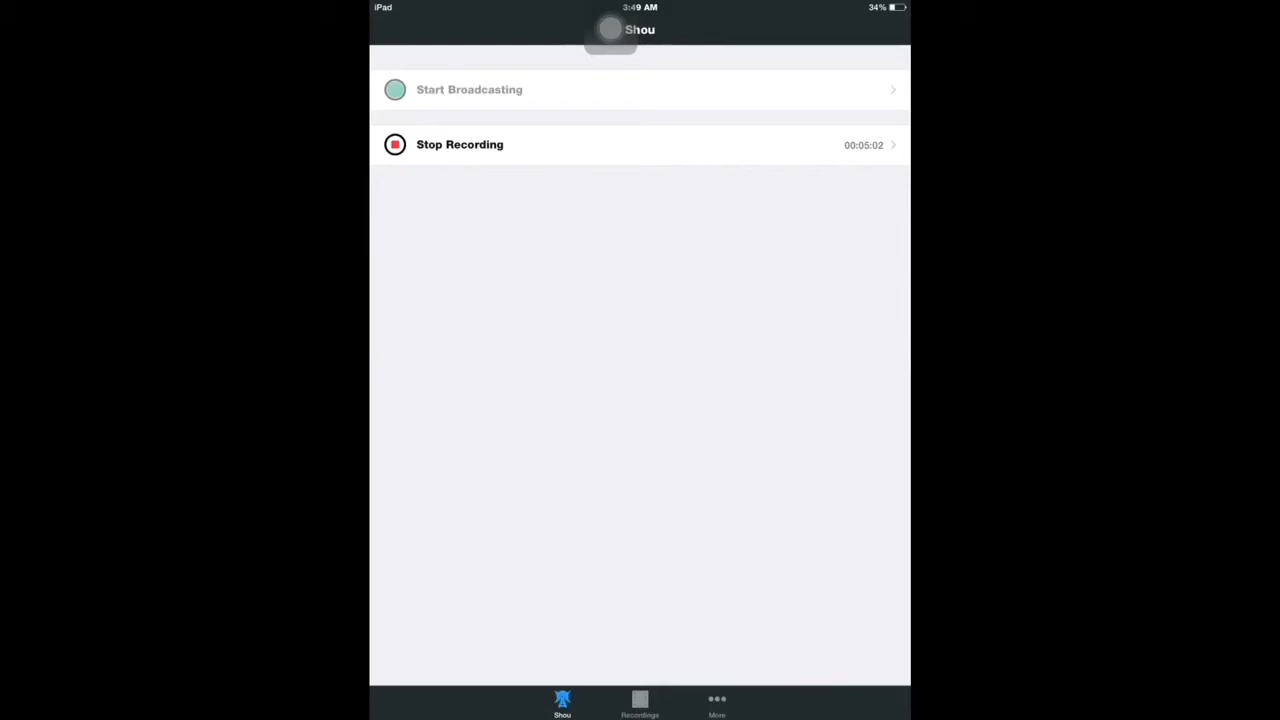 iPad 3:49 AM 34%
Shou
Start Broadcasting
Stop Recording 00:05:02
Shou Recordings More